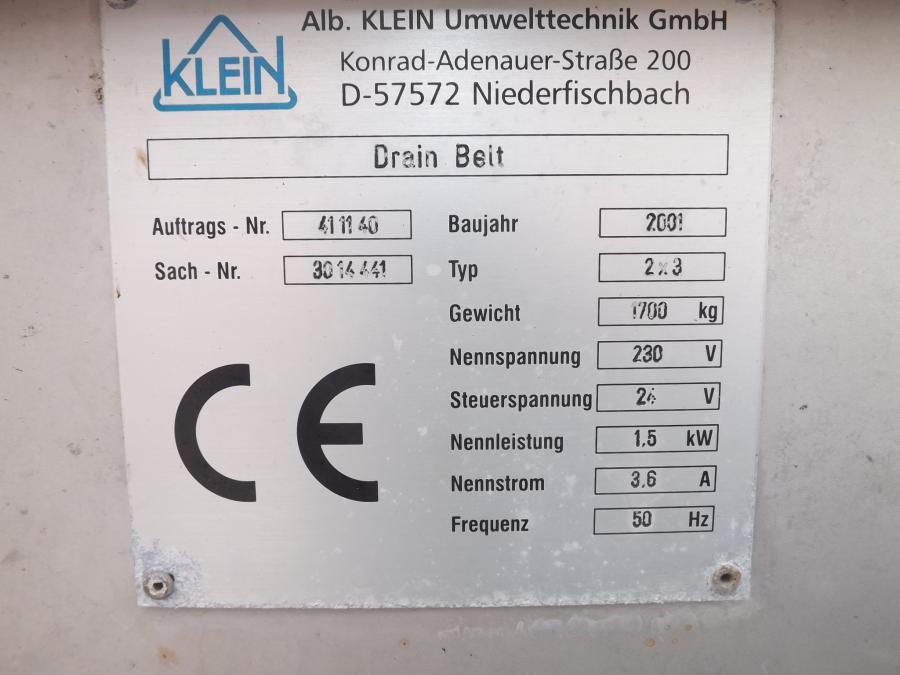 KLEIN
Alb. KLEIN Umwelttechnik GmbH
Konrad-Adenauer-Straße 200
D-57572 Niederfischbach
Drain Belt
Auftrags - Nr. 41 11 40
Sach - Nr. 30 14 441
Baujahr 2001
Typ 2x3
Gewicht 1700 kg
Nennspannung 230 V
Steuerspannung 24 V
Nennleistung 1.5 kW
Nennstrom 3.6 A
Frequenz 50 Hz
CE